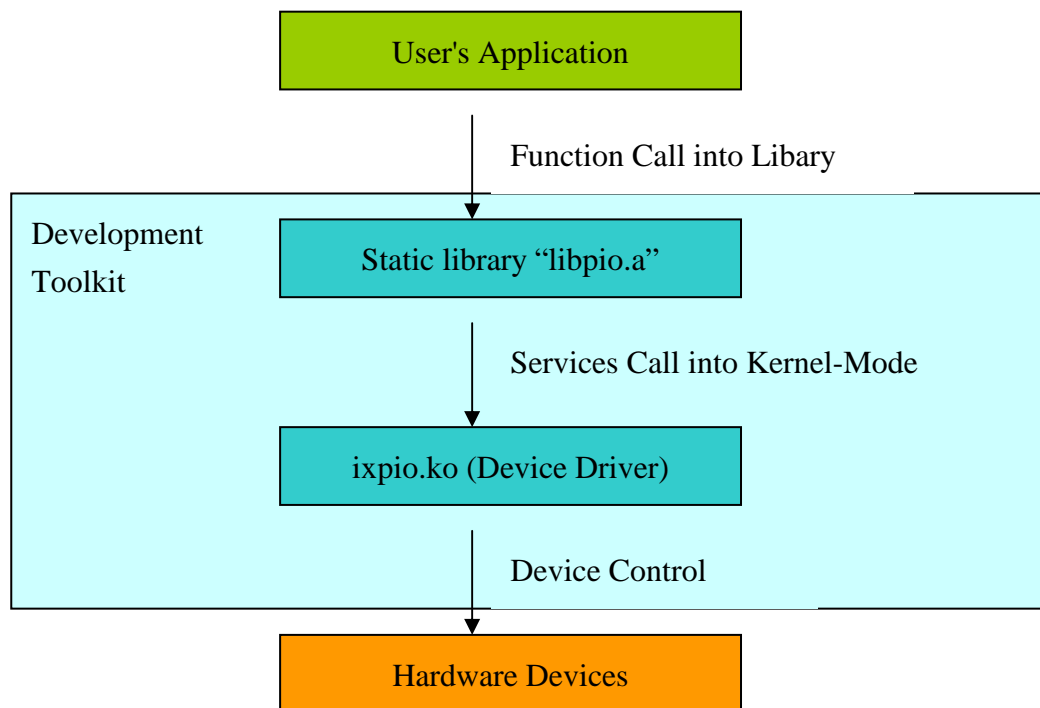 User's Application
Function Call into Libary
Development
Toolkit
Static library “libpio.a”
Services Call into Kernel-Mode
ixpio.ko (Device Driver)
Device Control
Hardware Devices